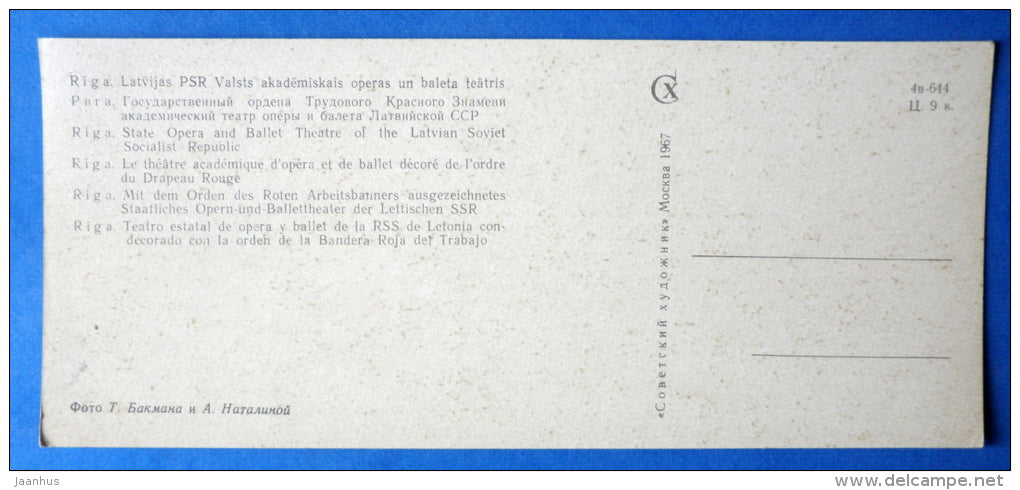 Rīga. Latvijas PSR Valsts akadēmiskais operas un baleta teātris
Рига. Государственный ордена Трудового Красного Знамени
академический театр оперы и балета Латвийской ССР
Riga. State Opera and Ballet Theatre of the Latvian Soviet
Socialist Republic
Riga. Le théâtre académique d'opéra et de ballet décoré de l'ordre
du Drapeau Rouge
Riga. Mit dem Orden des Roten Arbeitsbanners ausgezeichnetes
Staatliches Opern-und-Ballettheater der Lettischen SSR
Riga. Teatro estatal de opera y ballet de la RSS de Letonia con-
decorado con la orden de la Bandera Roja del Trabajo
Фото Т. Бакмана и А. Наталиной
«Советский художник» Москва 1967
СХ
4в-644
Ц. 9 к.
jaanhus
delcampe.net